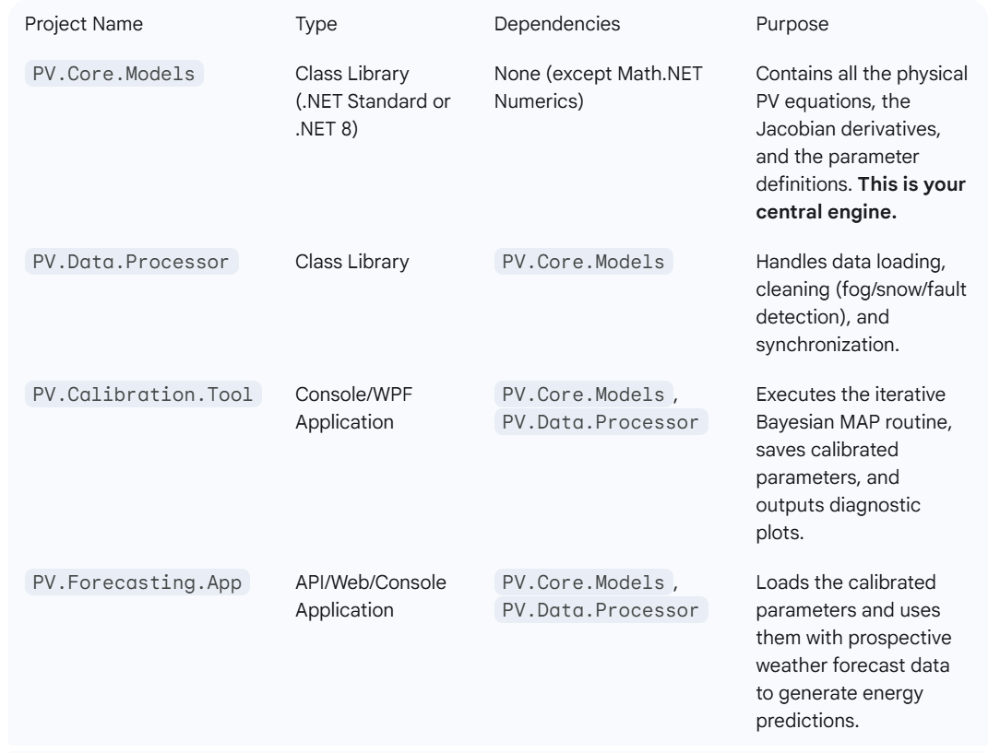 Project Name Type Dependencies Purpose
PV.Core.Models Class Library None (except Math.NET Contains all the physical
(.NET Standard or Numerics) PV equations, the
.NET 8) Jacobian derivatives,
and the parameter
definitions. This is your
central engine.
PV.Data.Processor Class Library PV.Core.Models Handles data loading,
cleaning (fog/snow/fault
detection), and
synchronization.
PV.Calibration.Tool Console/WPF PV.Core.Models, Executes the iterative
Application PV.Data.Processor Bayesian MAP routine,
saves calibrated
parameters, and
outputs diagnostic
plots.
PV.Forecasting.App API/Web/Console PV.Core.Models, Loads the calibrated
Application PV.Data.Processor parameters and uses
them with prospective
weather forecast data
to generate energy
predictions.